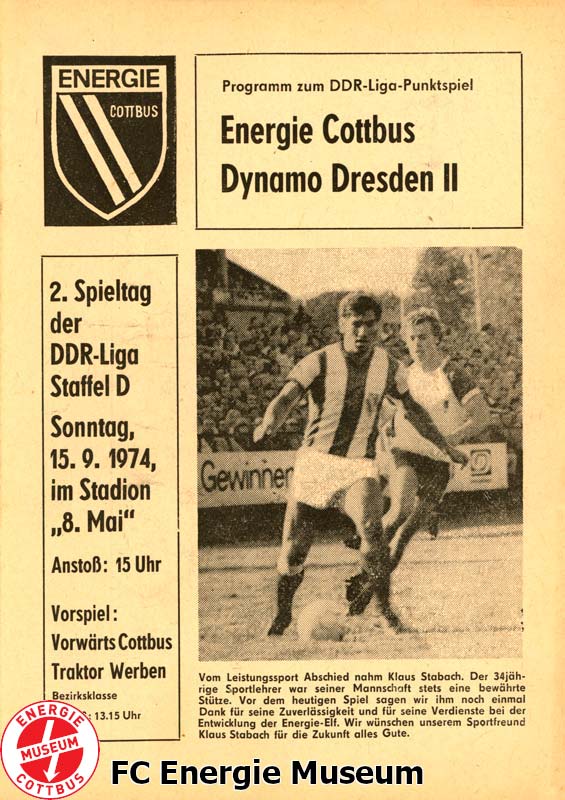 ENERGIE
COTTBUS
Programm zum DDR-Liga-Punktspiel
Energie Cottbus
Dynamo Dresden II
2. Spieltag
der
DDR-Liga
Staffel D
Sonntag,
15. 9. 1974,
im Stadion
„8. Mai“
Anstoß: 15 Uhr
Vorspiel:
Vorwärts Cottbus
Traktor Werben
Bezirksklasse
: 13.15 Uhr
Gewinnen
Vom Leistungssport Abschied nahm Klaus Stabach. Der 34jäh-
rige Sportlehrer war seiner Mannschaft stets eine bewährte
Stütze. Vor dem heutigen Spiel sagen wir ihm noch einmal
Dank für seine Zuverlässigkeit und für seine Verdienste bei der
Entwicklung der Energie-Elf. Wir wünschen unserem Sportfreund
Klaus Stabach für die Zukunft alles Gute.
ENERGIE
MUSEUM
COTTBUS
FC Energie Museum